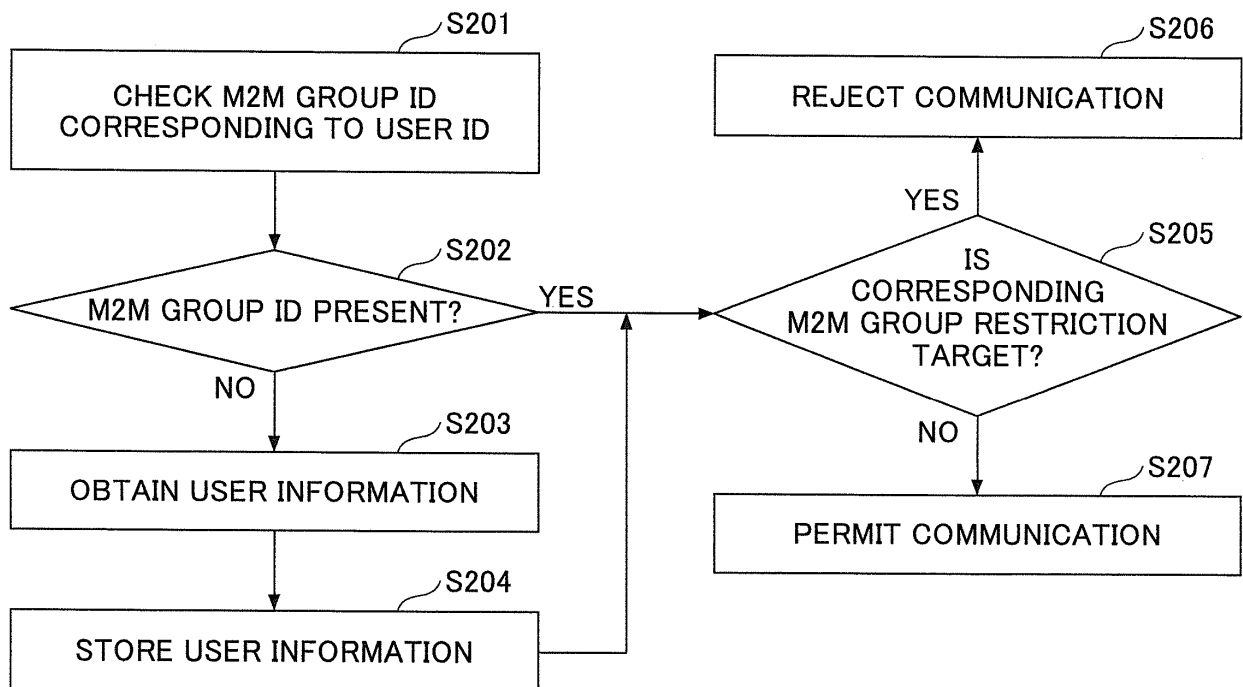 S201
CHECK M2M GROUP ID
CORRESPONDING TO USER ID
S202
M2M GROUP ID PRESENT?
YES
NO
S203
OBTAIN USER INFORMATION
S204
STORE USER INFORMATION
S206
REJECT COMMUNICATION
YES
S205
IS
CORRESPONDING
M2M GROUP RESTRICTION
TARGET?
NO
S207
PERMIT COMMUNICATION